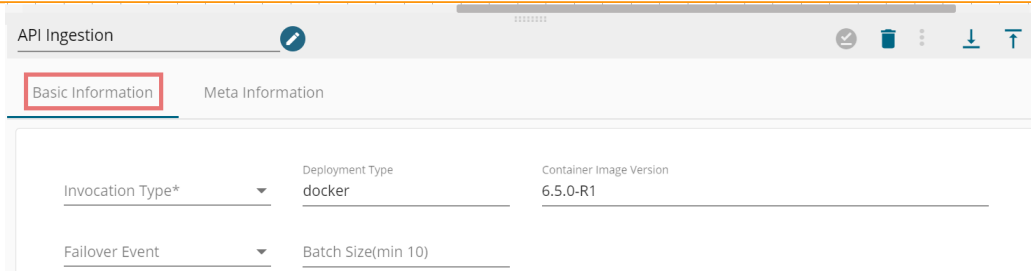 API Ingestion
Basic Information Meta Information
Deployment Type Container Image Version
Invocation Type* docker 6.5.0-R1
Failover Event Batch Size(min 10)